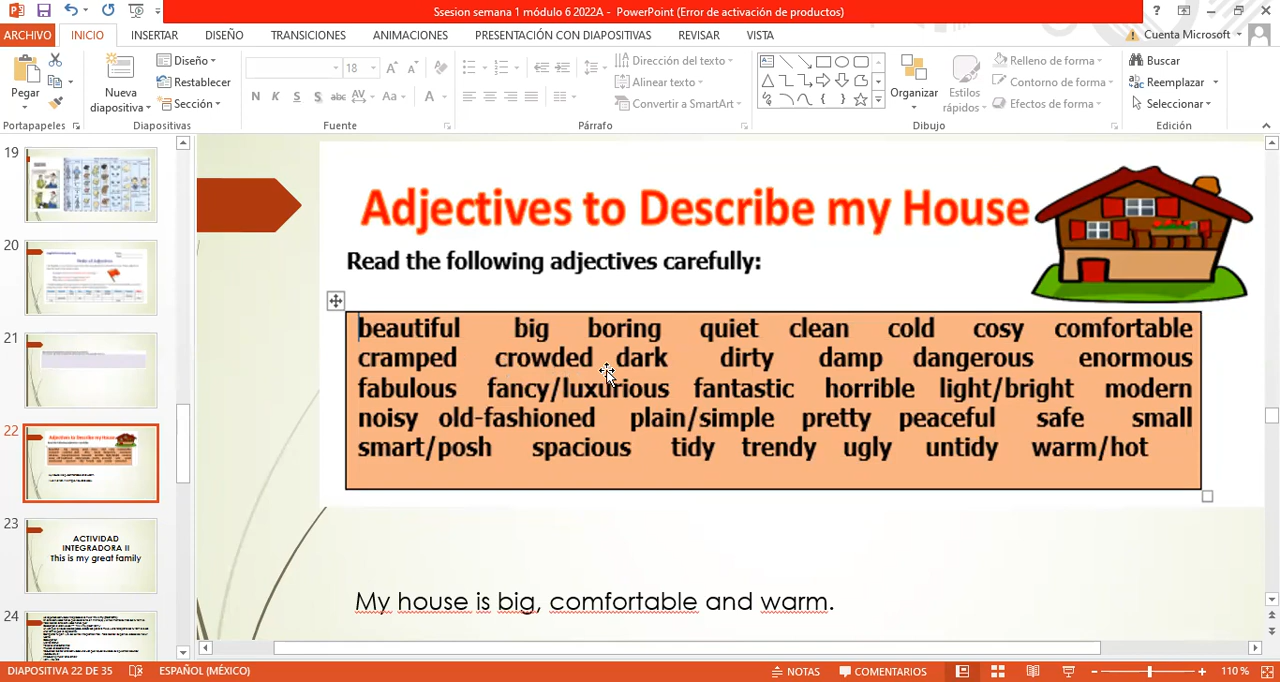 Ssesion semana 1 módulo 6 2022A - PowerPoint (Error de activación de productos)
ARCHIVO INICIO INSERTAR DISEÑO TRANSICIONES ANIMACIONES PRESENTACIÓN CON DIAPOSITIVAS REVISAR VISTA Cuenta Microsoft
Pegar
Nueva diapositiva
Diseño
Restablecer
Sección
18
N K S S abc AV Aa A
Dirección del texto
Alinear texto
Convertir a SmartArt
Organizar
Estilos rápidos
Relleno de forma
Contorno de forma
Efectos de forma
Buscar
Reemplazar
Seleccionar
Portapapeles Diapositivas Fuente Párrafo Dibujo Edición
19
20
21
22
23
ACTIVIDAD
INTEGRADORA II
This is my great family
24
Adjectives to Describe my House
Read the following adjectives carefully:
beautiful big boring quiet clean cold cosy comfortable
cramped crowded dark dirty damp dangerous enormous
fabulous fancy/luxurious fantastic horrible light/bright modern
noisy old-fashioned plain/simple pretty peaceful safe small
smart/posh spacious tidy trendy ugly untidy warm/hot
My house is big, comfortable and warm.
DIAPOSITIVA 22 DE 35 ESPAÑOL (MÉXICO) NOTAS COMENTARIOS 110 %